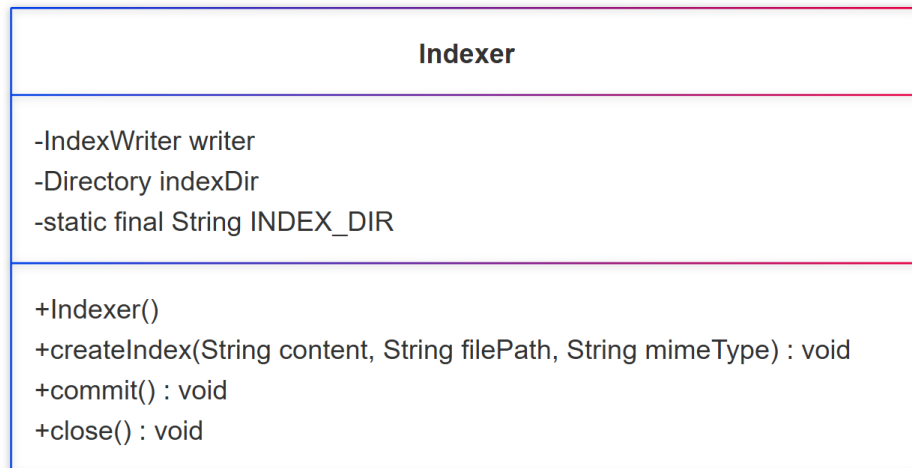 Indexer
-IndexWriter writer
-Directory indexDir
-static final String INDEX_DIR
+Indexer()
+createIndex(String content, String filePath, String mimeType) : void
+commit() : void
+close() : void